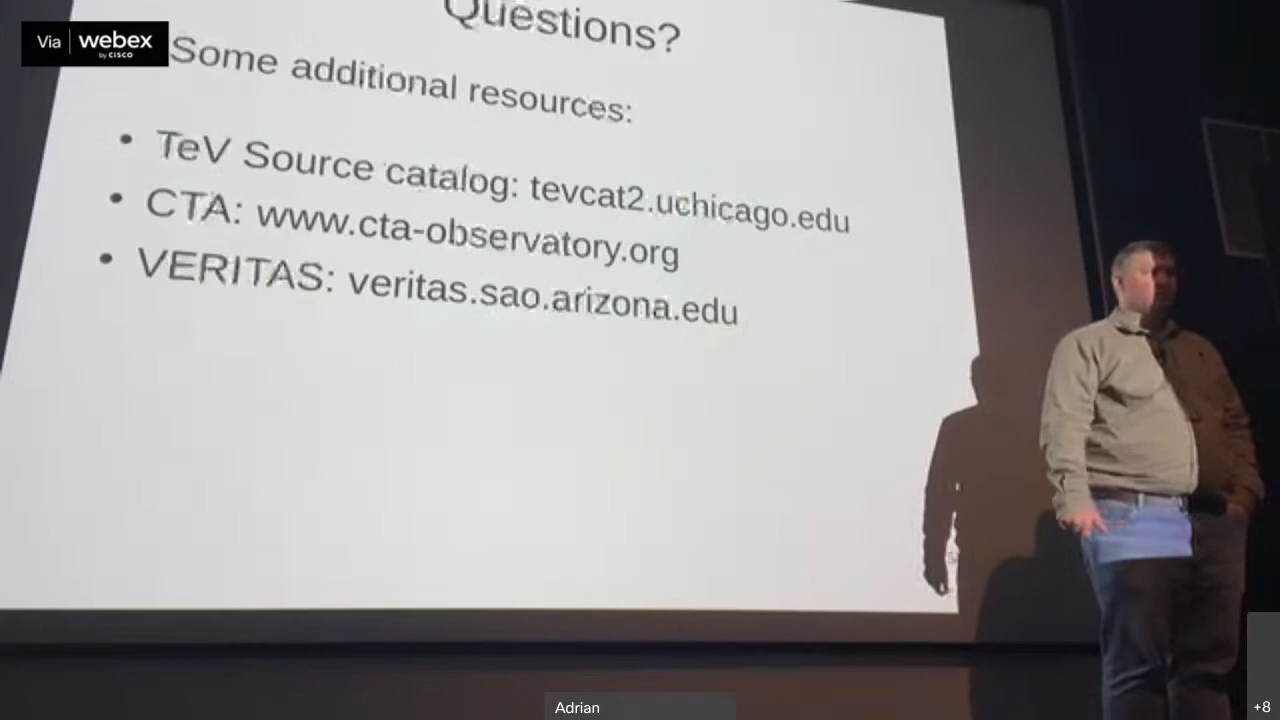 Via webex
by CISCO
Questions?
Some additional resources:
• TeV Source catalog: tevcat2.uchicago.edu
• CTA: www.cta-observatory.org
• VERITAS: veritas.sao.arizona.edu
Adrian
+8